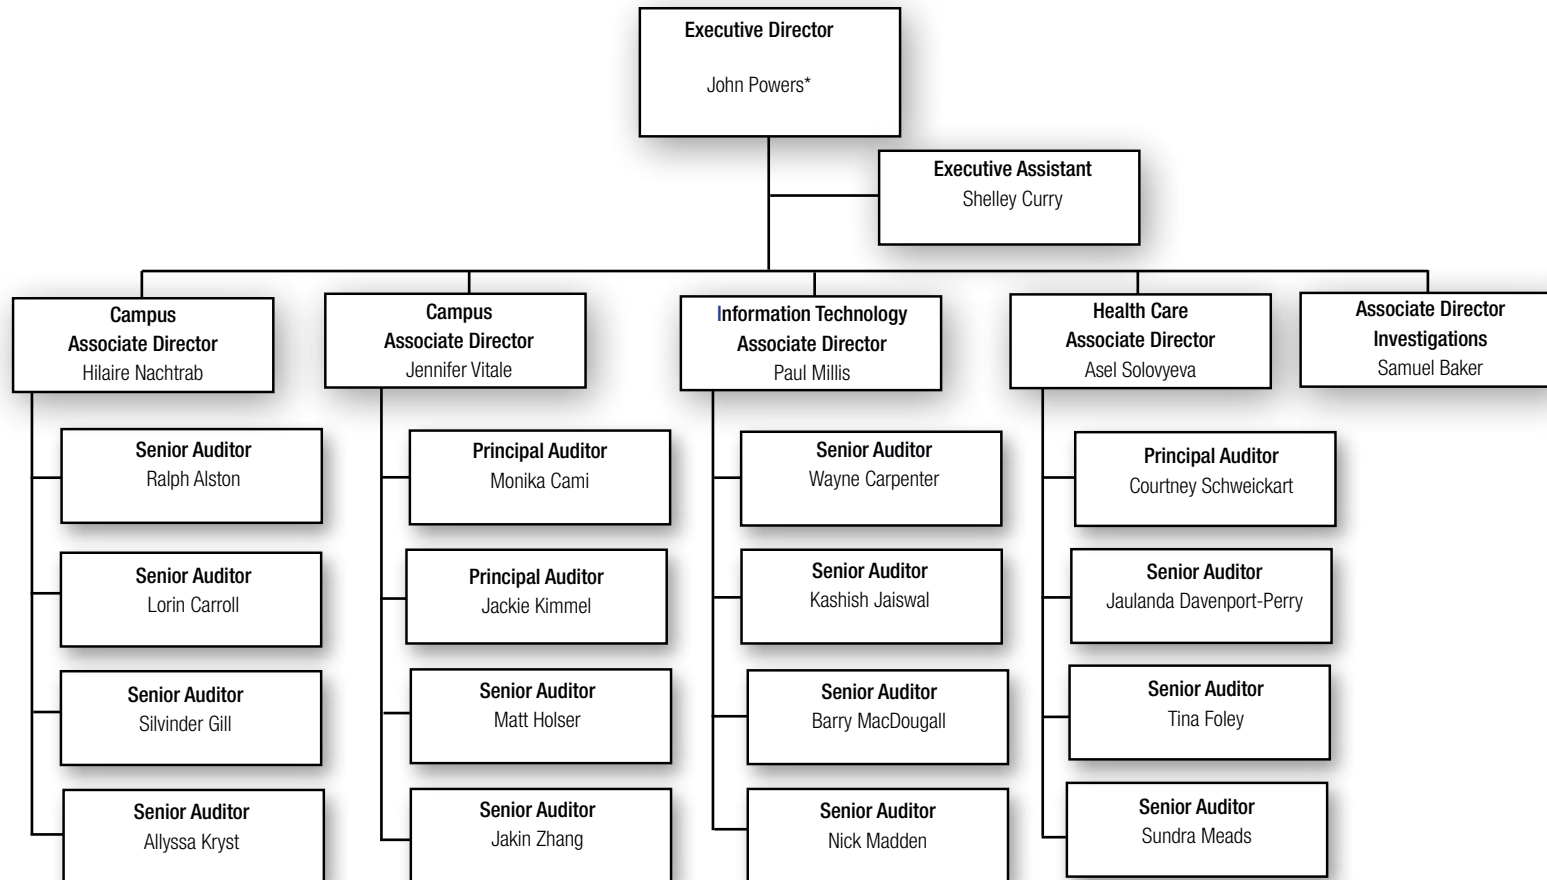 Executive Director
John Powers*
Executive Assistant
Shelley Curry
Campus
Associate Director
Hilaire Nachtrab
Campus
Associate Director
Jennifer Vitale
Information Technology
Associate Director
Paul Millis
Health Care
Associate Director
Asel Solovyeva
Associate Director
Investigations
Samuel Baker
Senior Auditor
Ralph Alston
Senior Auditor
Lorin Carroll
Senior Auditor
Silvinder Gill
Senior Auditor
Allyssa Kryst
Principal Auditor
Monika Cami
Principal Auditor
Jackie Kimmel
Senior Auditor
Matt Holser
Senior Auditor
Jakin Zhang
Senior Auditor
Wayne Carpenter
Senior Auditor
Kashish Jaiswal
Senior Auditor
Barry MacDougall
Senior Auditor
Nick Madden
Principal Auditor
Courtney Schweickart
Senior Auditor
Jaulanda Davenport-Perry
Senior Auditor
Tina Foley
Senior Auditor
Sundra Meads